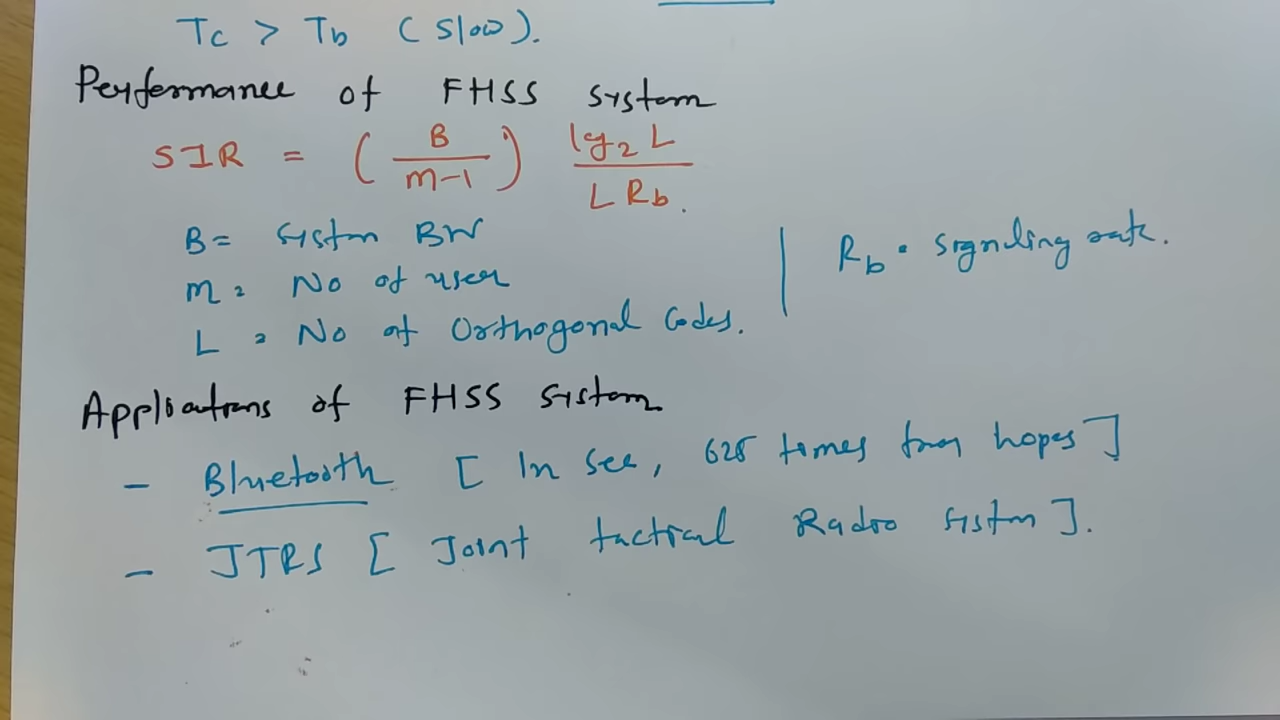 Tc > Tb (Slow).
Performance of FHSS system
SIR = (B/m-1) log2 L / L Rb.
B = System BW
m = No of user
L = No of Orthogonal Codes.
Rb = Signaling rate.
Applications of FHSS System
- Bluetooth [In Sec, 625 times hopes]
- JTRS [Joint tactical Radio System].